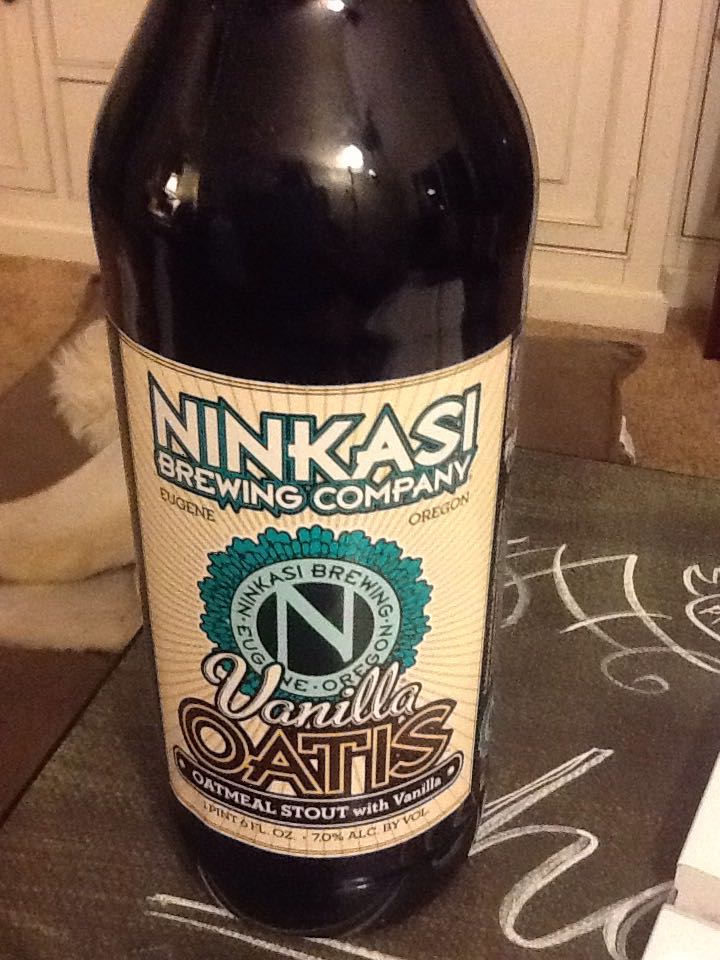 NINKASI
BREWING COMPANY
EUGENE OREGON
NINKASI BREWING
N
EUGENE · OREGON
Vanilla
OATIS
OATMEAL STOUT with Vanilla
1 PINT 6 FL. OZ. · 7.0% ALC. BY VOL.